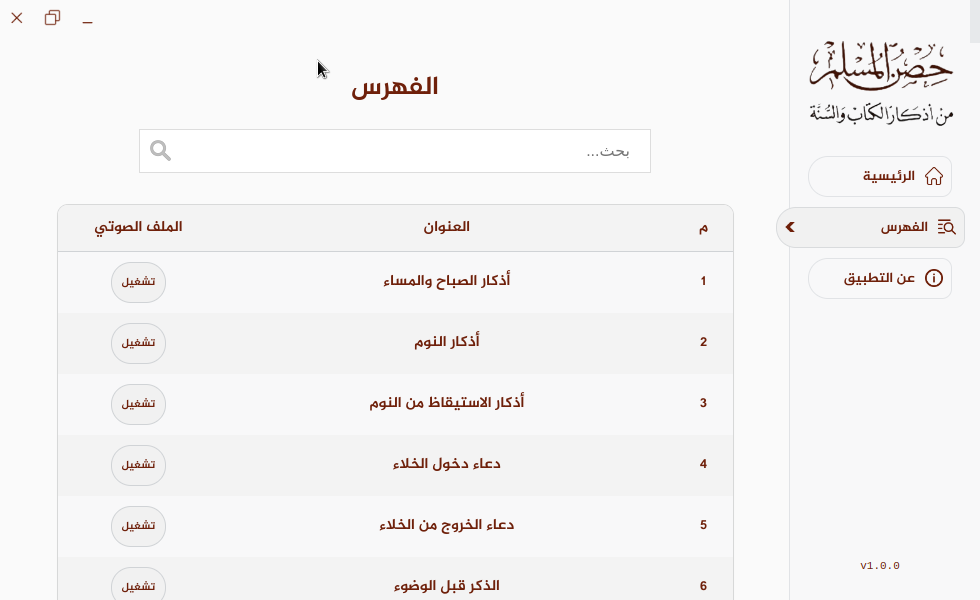 حصن المسلم
من أذكار الكتاب والسنة
الرئيسية
الفهرس
عن التطبيق
v1.0.0
الفهرس
بحث...
م العنوان الملف الصوتي
1 أذكار الصباح والمساء تشغيل
2 أذكار النوم تشغيل
3 أذكار الاستيقاظ من النوم تشغيل
4 دعاء دخول الخلاء تشغيل
5 دعاء الخروج من الخلاء تشغيل
6 الذكر قبل الوضوء تشغيل